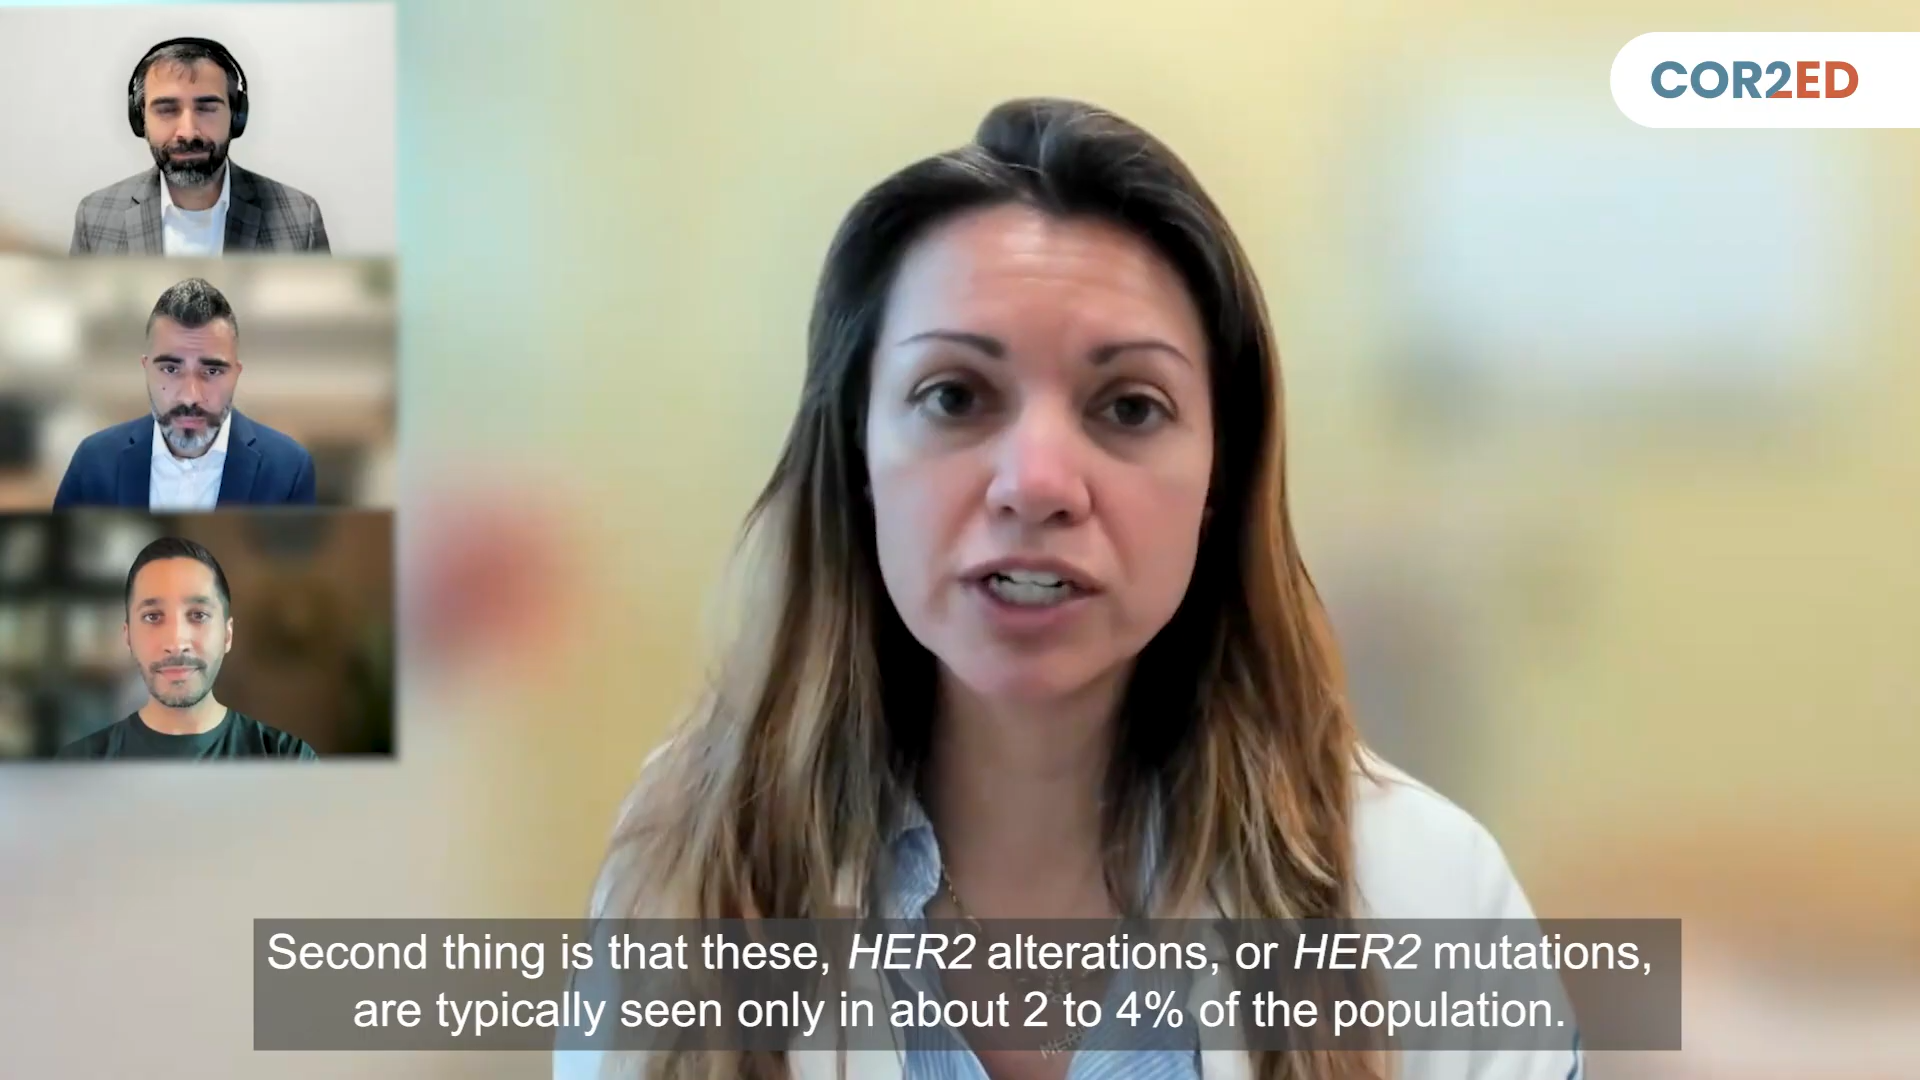 COR2ED
Second thing is that these, HER2 alterations, or HER2 mutations,
are typically seen only in about 2 to 4% of the population.